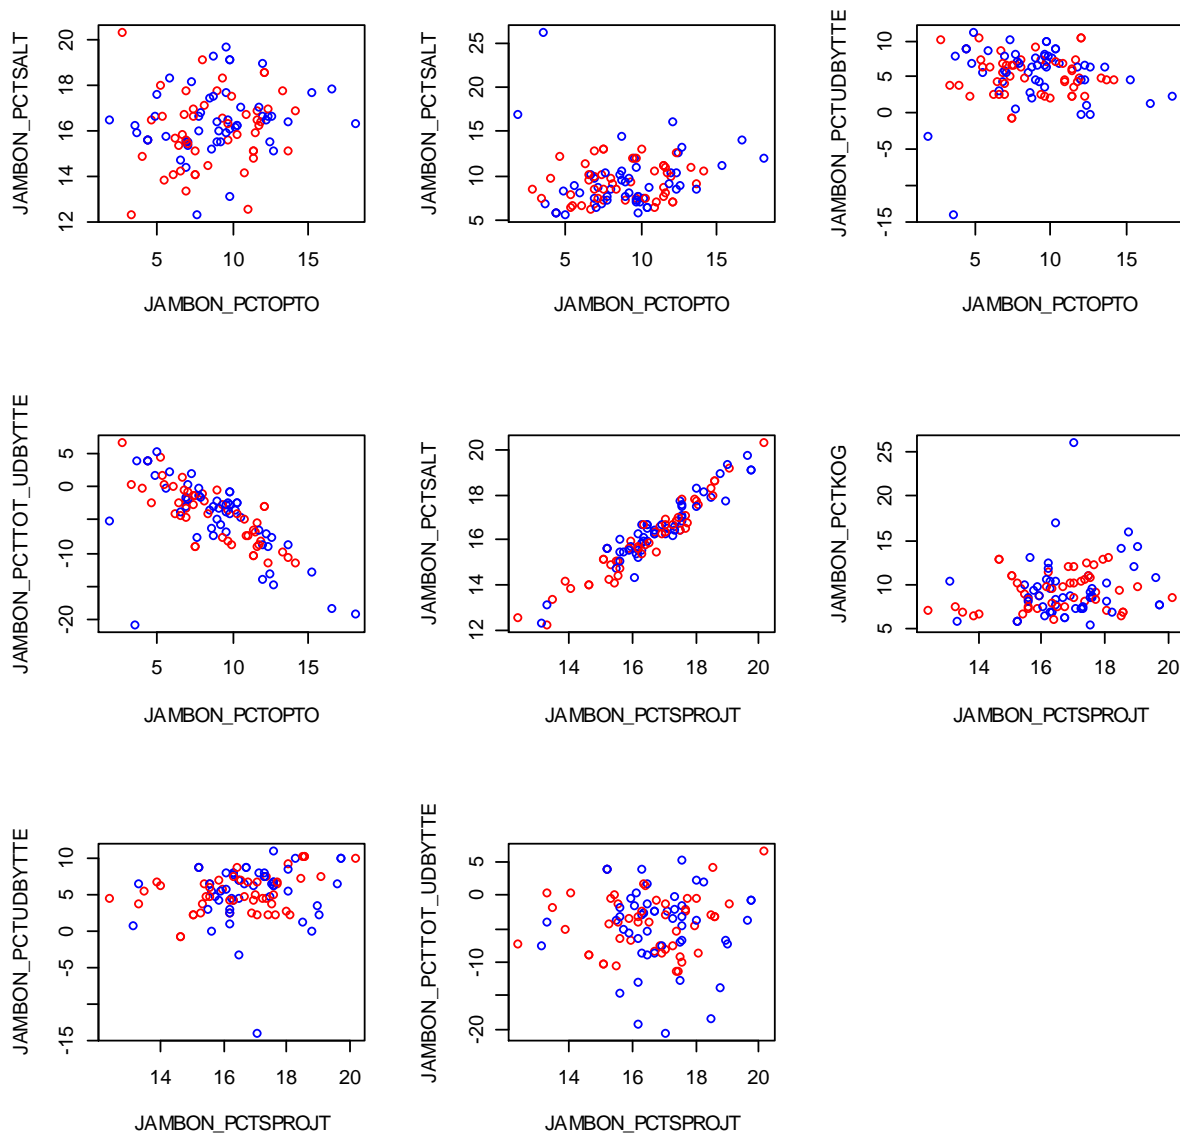 JAMBON_PCTSALT
20
18
16
14
12
5 10 15
JAMBON_PCTOPTO
JAMBON_PCTSALT
25
20
15
10
5
5 10 15
JAMBON_PCTOPTO
JAMBON_PCTUDBYTTE
10
5
0
-5
-15
5 10 15
JAMBON_PCTOPTO
JAMBON_PCTTOT_UDBYTTE
5
0
-5
-10
-20
5 10 15
JAMBON_PCTOPTO
JAMBON_PCTSALT
20
18
16
14
12
14 16 18 20
JAMBON_PCTSPROJT
JAMBON_PCTKOG
25
20
15
10
5
14 16 18 20
JAMBON_PCTSPROJT
JAMBON_PCTUDBYTTE
10
5
0
-5
-15
14 16 18 20
JAMBON_PCTSPROJT
JAMBON_PCTTOT_UDBYTTE
5
0
-10
-20
14 16 18 20
JAMBON_PCTSPROJT